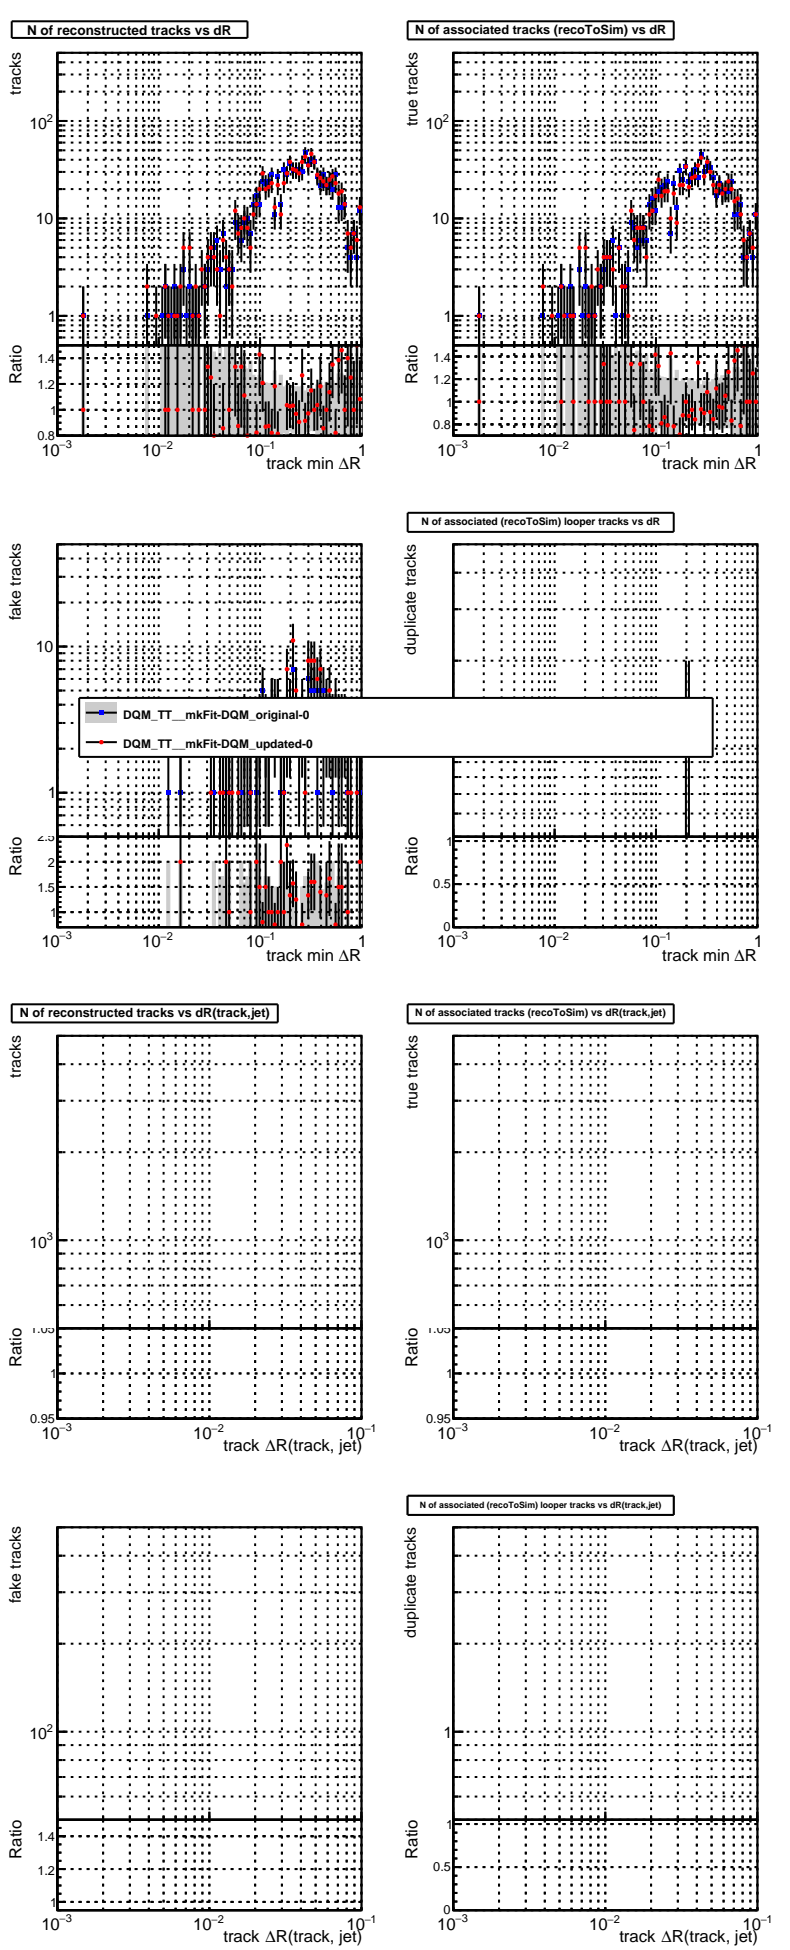 N of reconstructed tracks vs dR
tracks
10²
10
1
Ratio
1.4
1.2
1
0.8
10⁻³
10⁻²
10⁻¹
1
track min ΔR
N of associated tracks (recoToSim) vs dR
true tracks
10²
10
1
Ratio
1.4
1.2
1
0.8
10⁻³
10⁻²
10⁻¹
1
track min ΔR
fake tracks
10
1
Ratio
2.5
2
1.5
1
10⁻³
10⁻²
10⁻¹
1
track min ΔR
N of associated (recoToSim) looper tracks vs dR
duplicate tracks
Ratio
1
0.5
0
10⁻³
10⁻²
10⁻¹
1
track min ΔR
DQM_TT__mkFit-DQM_original-0
DQM_TT__mkFit-DQM_updated-0
N of reconstructed tracks vs dR(track,jet)
tracks
10³
Ratio
1.05
1
0.95
10⁻³
10⁻²
10⁻¹
track ΔR(track, jet)
N of associated tracks (recoToSim) vs dR(track,jet)
true tracks
10³
Ratio
1.05
1
0.95
10⁻³
10⁻²
10⁻¹
track ΔR(track, jet)
fake tracks
10²
Ratio
1.4
1.2
1
10⁻³
10⁻²
10⁻¹
track ΔR(track, jet)
N of associated (recoToSim) looper tracks vs dR(track,jet)
duplicate tracks
1
Ratio
1
0.5
0
10⁻³
10⁻²
10⁻¹
track ΔR(track, jet)